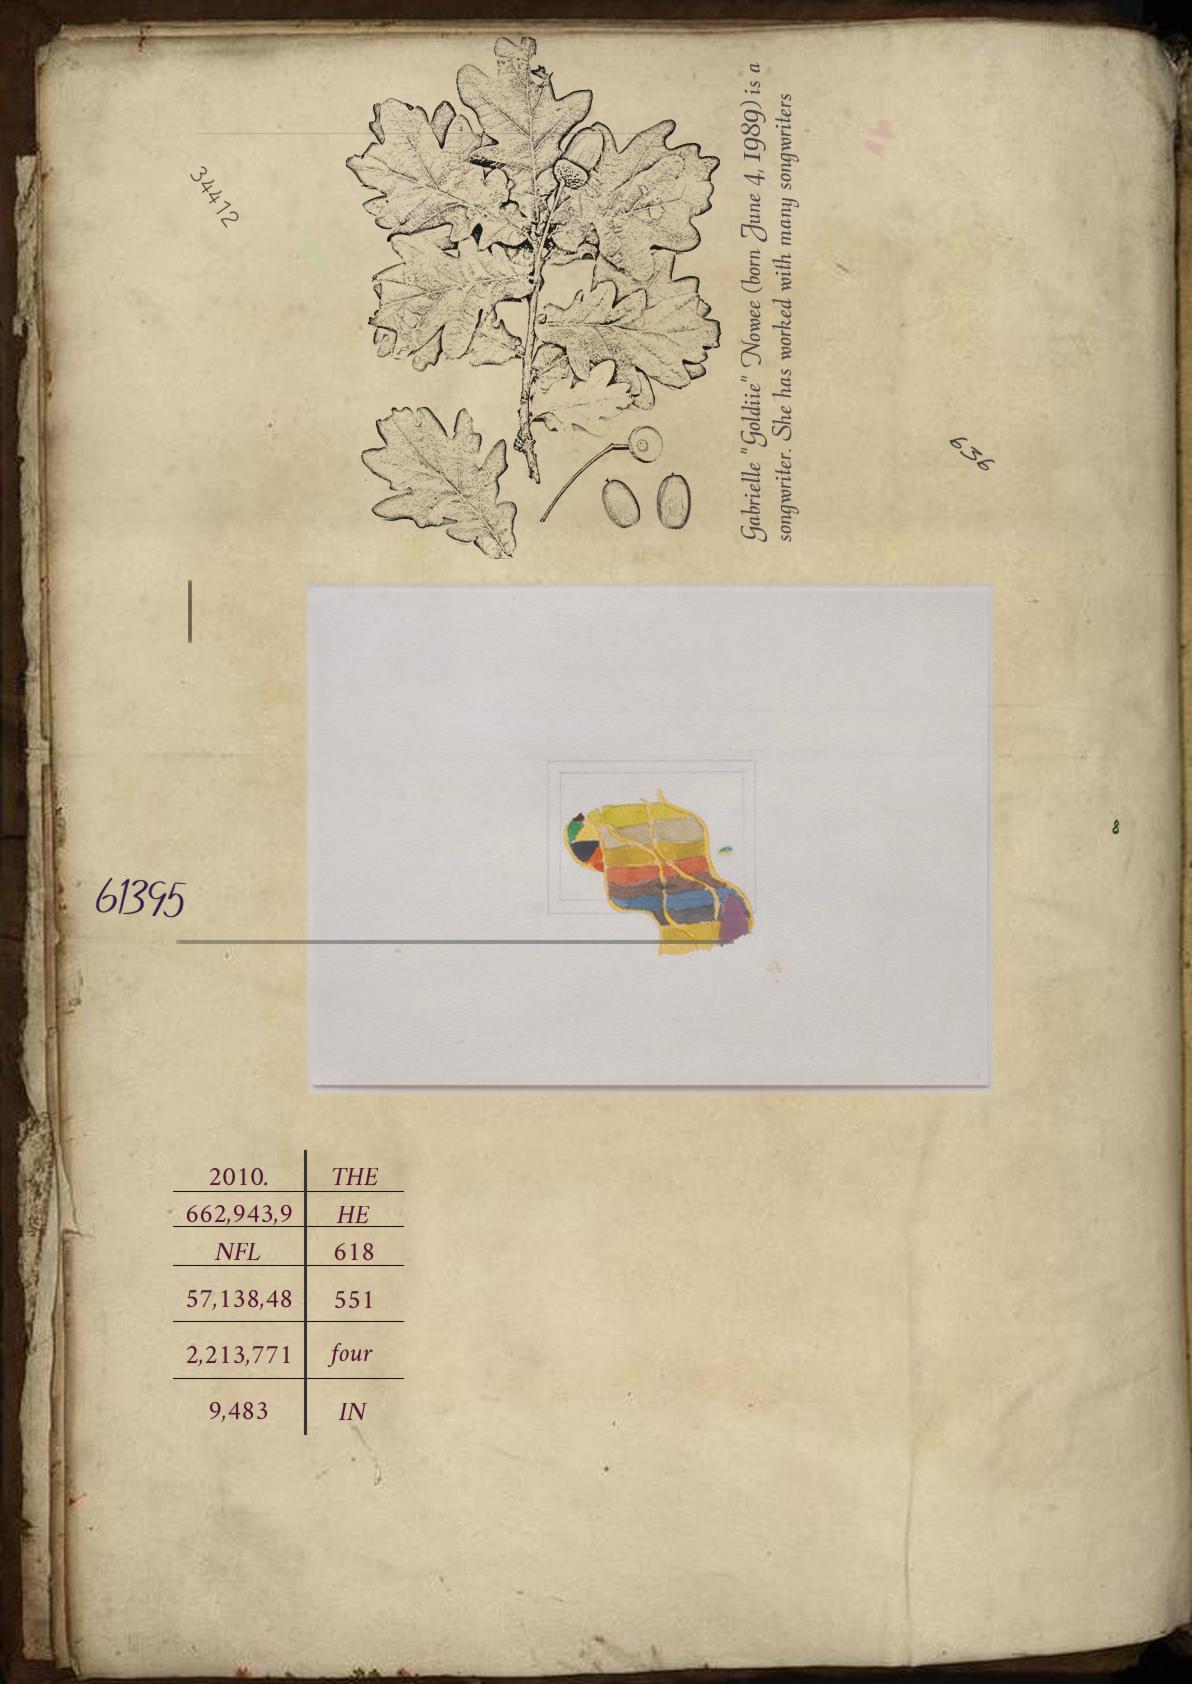 34412
Gabrielle "Goldiie" Nowee (born June 4, 1989) is a
songwriter. She has worked with many songwriters
636
8
61395
2010. THE
662,943,9 HE
NFL 618
57,138,48 551
2,213,771 four
9,483 IN